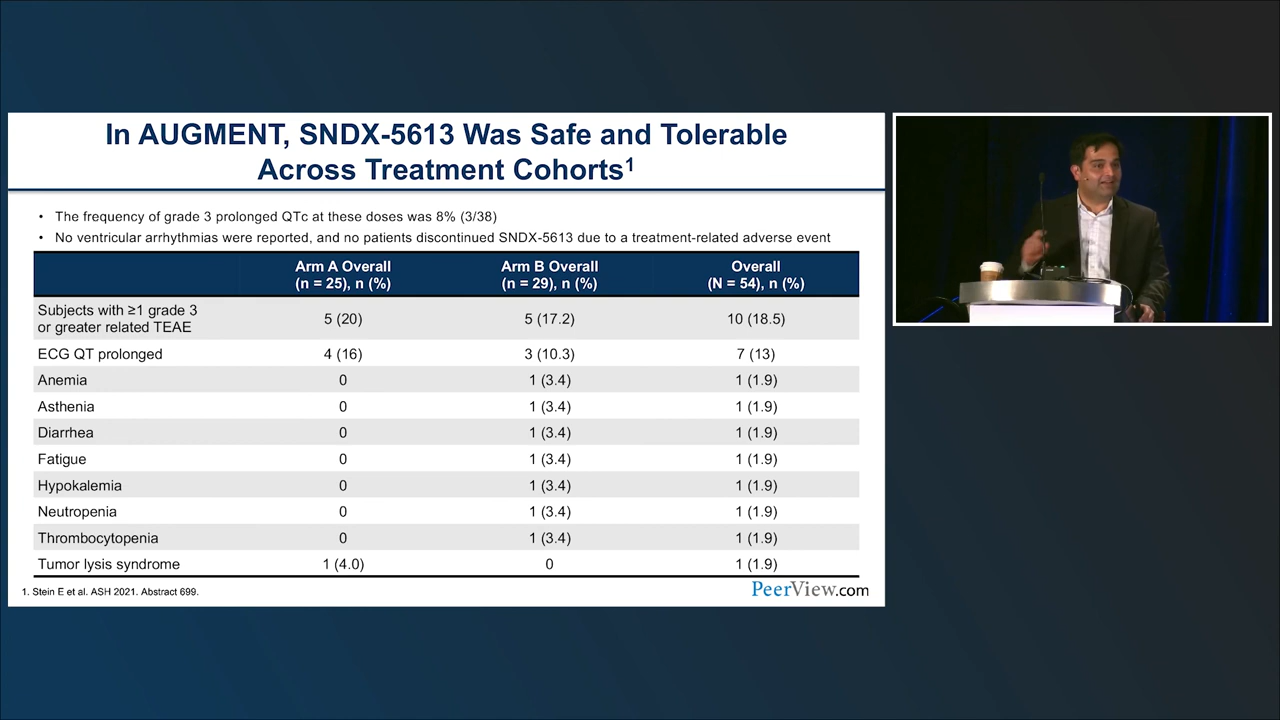 In AUGMENT, SNDX-5613 Was Safe and Tolerable
Across Treatment Cohorts1
• The frequency of grade 3 prolonged QTc at these doses was 8% (3/38)
• No ventricular arrhythmias were reported, and no patients discontinued SNDX-5613 due to a treatment-related adverse event
Arm A Overall (n = 25), n (%) Arm B Overall (n = 29), n (%) Overall (N = 54), n (%)
Subjects with ≥1 grade 3 or greater related TEAE 5 (20) 5 (17.2) 10 (18.5)
ECG QT prolonged 4 (16) 3 (10.3) 7 (13)
Anemia 0 1 (3.4) 1 (1.9)
Asthenia 0 1 (3.4) 1 (1.9)
Diarrhea 0 1 (3.4) 1 (1.9)
Fatigue 0 1 (3.4) 1 (1.9)
Hypokalemia 0 1 (3.4) 1 (1.9)
Neutropenia 0 1 (3.4) 1 (1.9)
Thrombocytopenia 0 1 (3.4) 1 (1.9)
Tumor lysis syndrome 1 (4.0) 0 1 (1.9)
1. Stein E et al. ASH 2021. Abstract 699.
PeerView.com